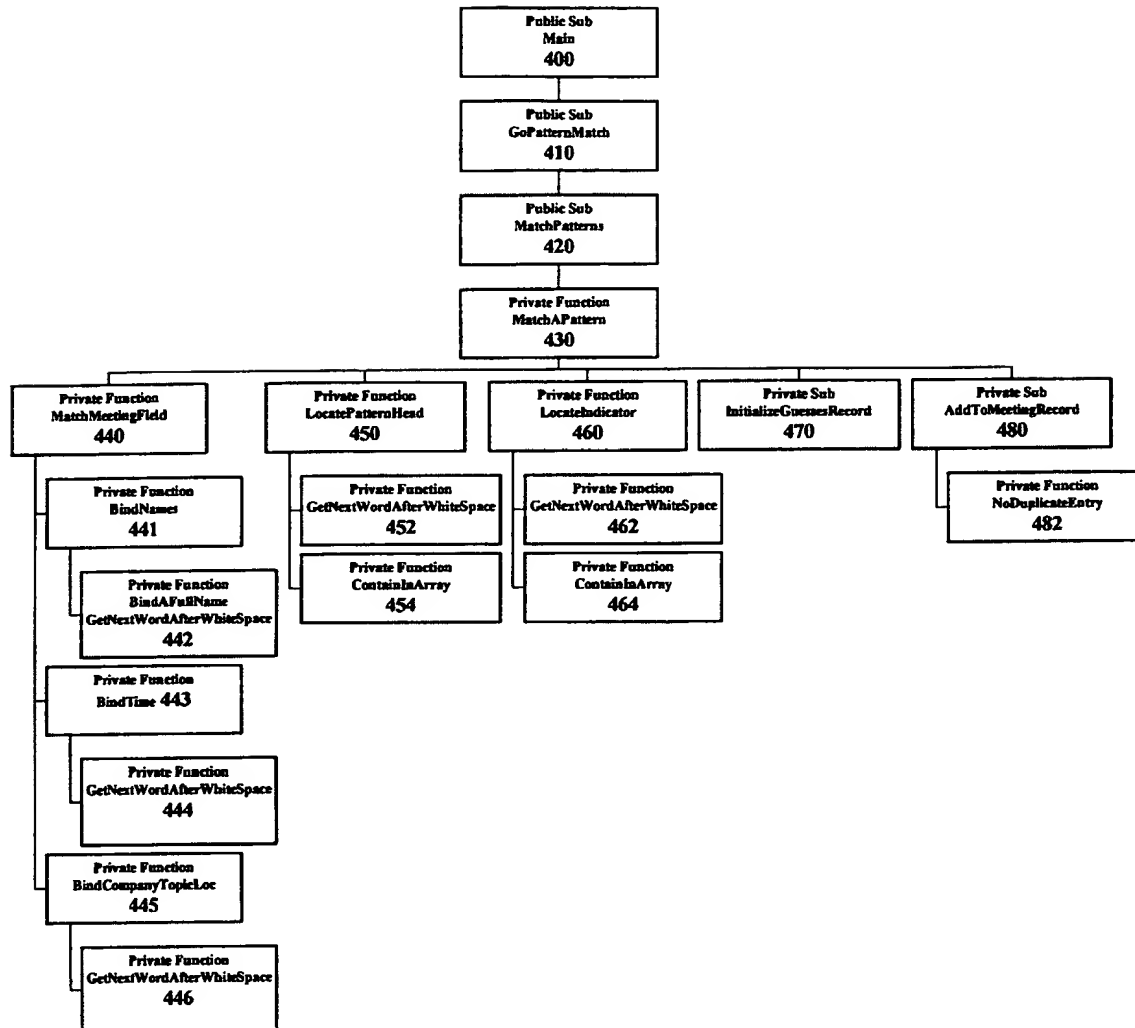 Public Sub
Main
400
Public Sub
GoPatternMatch
410
Public Sub
MatchPatterns
420
Private Function
MatchAPattern
430
Private Function
MatchMeetingField
440
Private Function
LocatePatternHead
450
Private Function
LocateIndicator
460
Private Sub
InitializeGuessesRecord
470
Private Sub
AddToMeetingRecord
480
Private Function
BindNames
441
Private Function
GetNextWordAfterWhiteSpace
452
Private Function
GetNextWordAfterWhiteSpace
462
Private Function
NoDuplicateEntry
482
Private Function
ContainInArray
454
Private Function
ContainInArray
464
Private Function
BindAFullName
GetNextWordAfterWhiteSpace
442
Private Function
BindTime 443
Private Function
GetNextWordAfterWhiteSpace
444
Private Function
BindCompanyTopicLoc
445
Private Function
GetNextWordAfterWhiteSpace
446